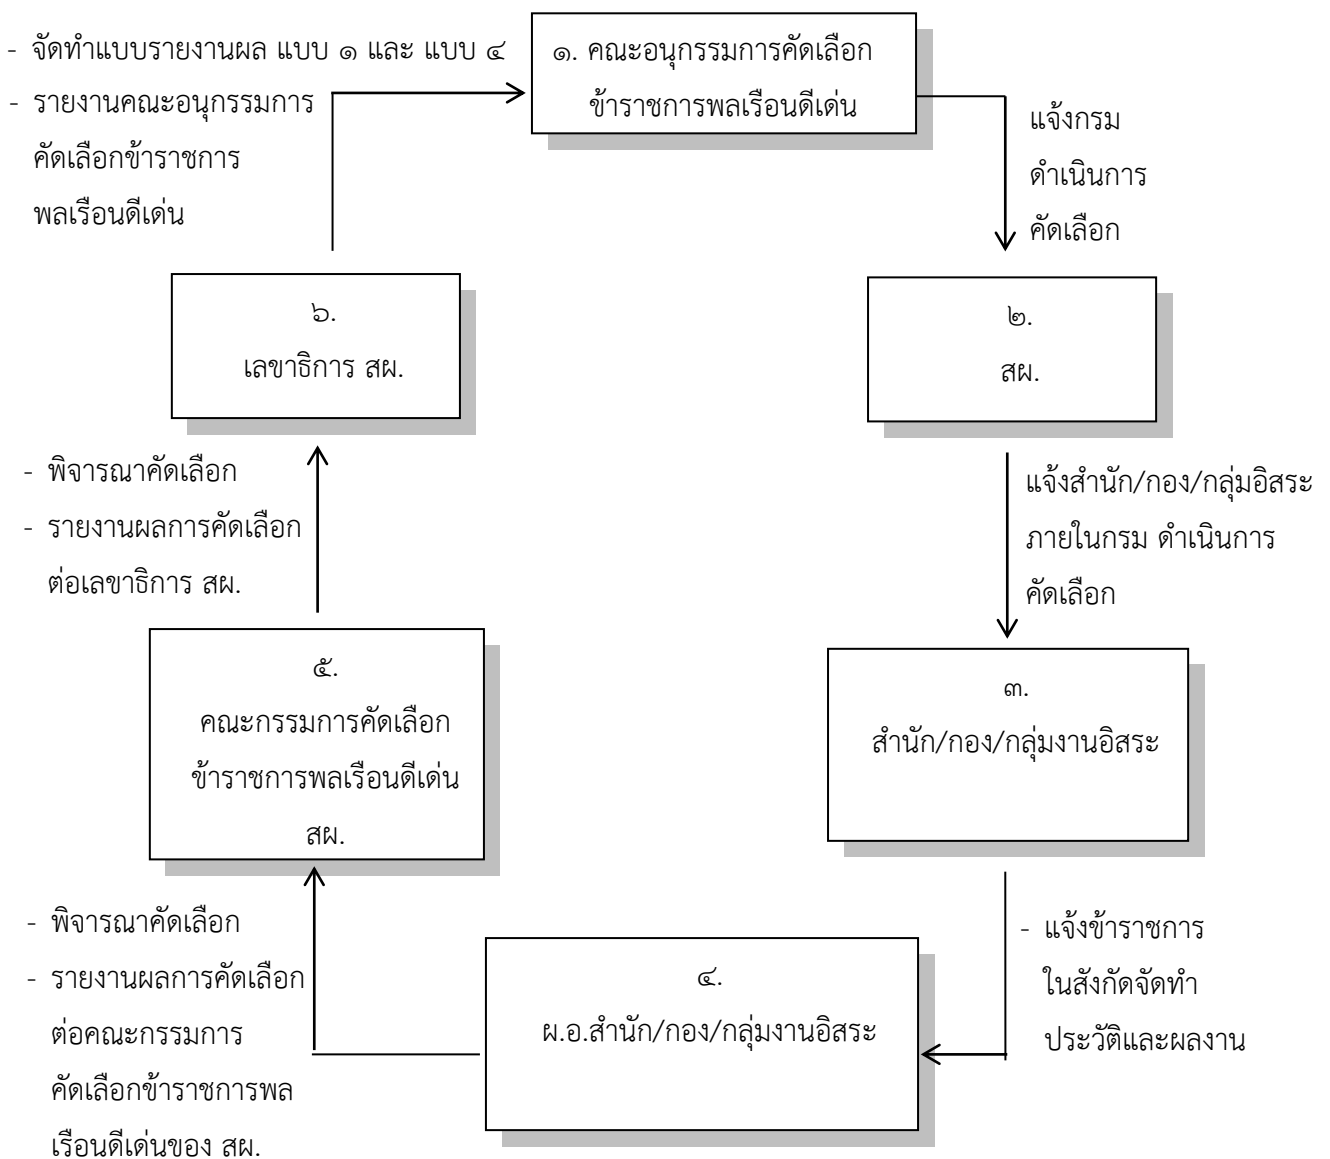 - จัดทำแบบรายงานผล แบบ ๑ และ แบบ ๔
- รายงานคณะอนุกรรมการ
คัดเลือกข้าราชการ
พลเรือนดีเด่น
๑. คณะอนุกรรมการคัดเลือก
ข้าราชการพลเรือนดีเด่น
แจ้งกรม
ดำเนินการ
คัดเลือก
๒.
สผ.
แจ้งสำนัก/กอง/กลุ่มอิสระ
ภายในกรม ดำเนินการ
คัดเลือก
๓.
สำนัก/กอง/กลุ่มงานอิสระ
- แจ้งข้าราชการ
ในสังกัดจัดทำ
ประวัติและผลงาน
๔.
ผ.อ.สำนัก/กอง/กลุ่มงานอิสระ
- พิจารณาคัดเลือก
- รายงานผลการคัดเลือก
ต่อคณะกรรมการ
คัดเลือกข้าราชการพล
เรือนดีเด่นของ สผ.
๕.
คณะกรรมการคัดเลือก
ข้าราชการพลเรือนดีเด่น
สผ.
- พิจารณาคัดเลือก
- รายงานผลการคัดเลือก
ต่อเลขาธิการ สผ.
๖.
เลขาธิการ สผ.